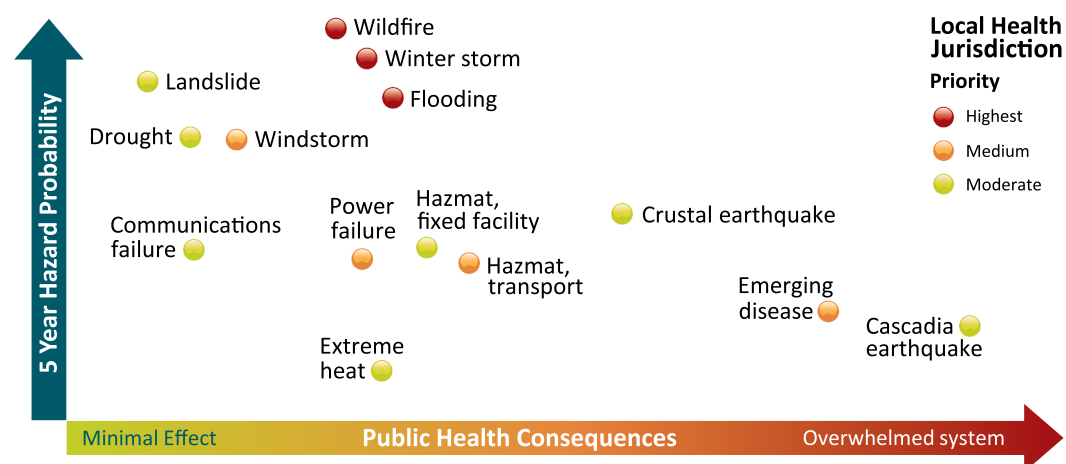 5 Year Hazard Probability
Wildfire
Winter storm
Landslide
Flooding
Drought
Windstorm
Communications
failure
Power
failure
Hazmat,
fixed facility
Hazmat,
transport
Crustal earthquake
Emerging
disease
Cascadia
earthquake
Extreme
heat
Local Health
Jurisdiction
Priority
Highest
Medium
Moderate
Minimal Effect
Public Health Consequences
Overwhelmed system